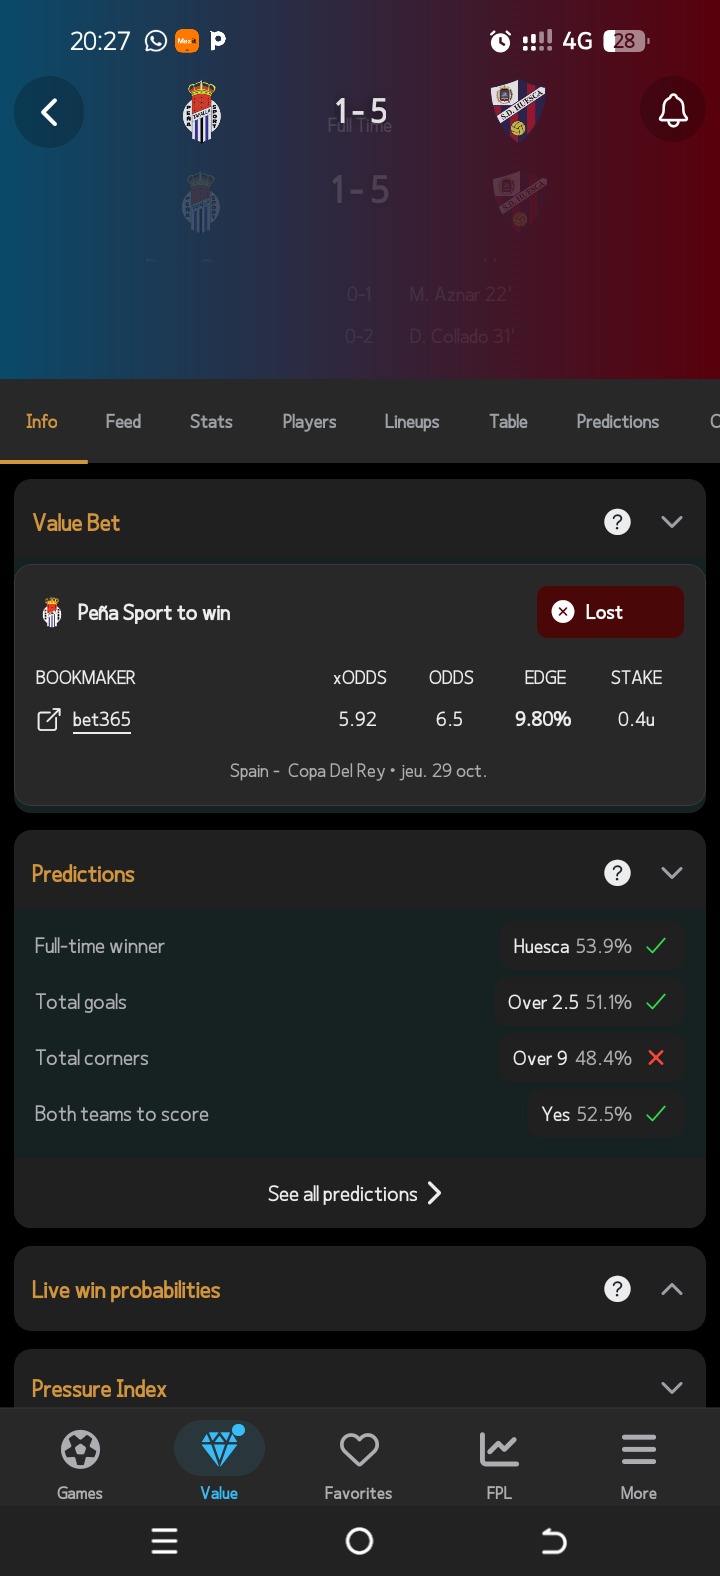 20:27 4G 28
1 - 5
Full Time
1 - 5
0-1 M. Aznar 22'
0-2 D. Collado 31'
Info Feed Stats Players Lineups Table Predictions
Value Bet ?
Peña Sport to win Lost
BOOKMAKER xODDS ODDS EDGE STAKE
bet365 5.92 6.5 9.80% 0.4u
Spain - Copa Del Rey • jeu. 29 oct.
Predictions ?
Full-time winner Huesca 53.9%
Total goals Over 2.5 51.1%
Total corners Over 9 48.4%
Both teams to score Yes 52.5%
See all predictions
Live win probabilities ?
Pressure Index
Games Value Favorites FPL More